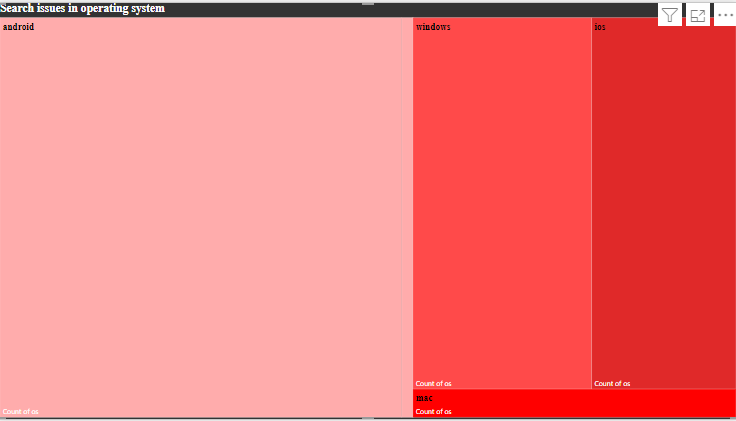 Search issues in operating system
android
windows
ios
Count of os
Count of os
mac
Count of os
Count of os